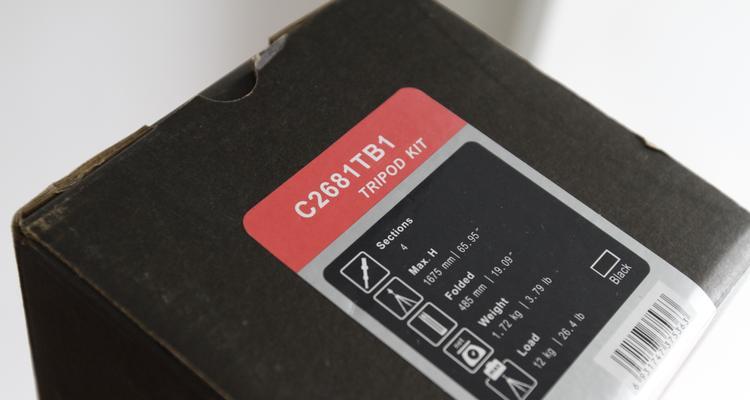 C2681TB1
TRIPOD KIT
Sections
4
Max. H
1675 mm | 65.95"
Folded
485 mm | 19.09"
Weight
1.72 kg | 3.79 lb
Load
12 kg | 26.4 lb
Black